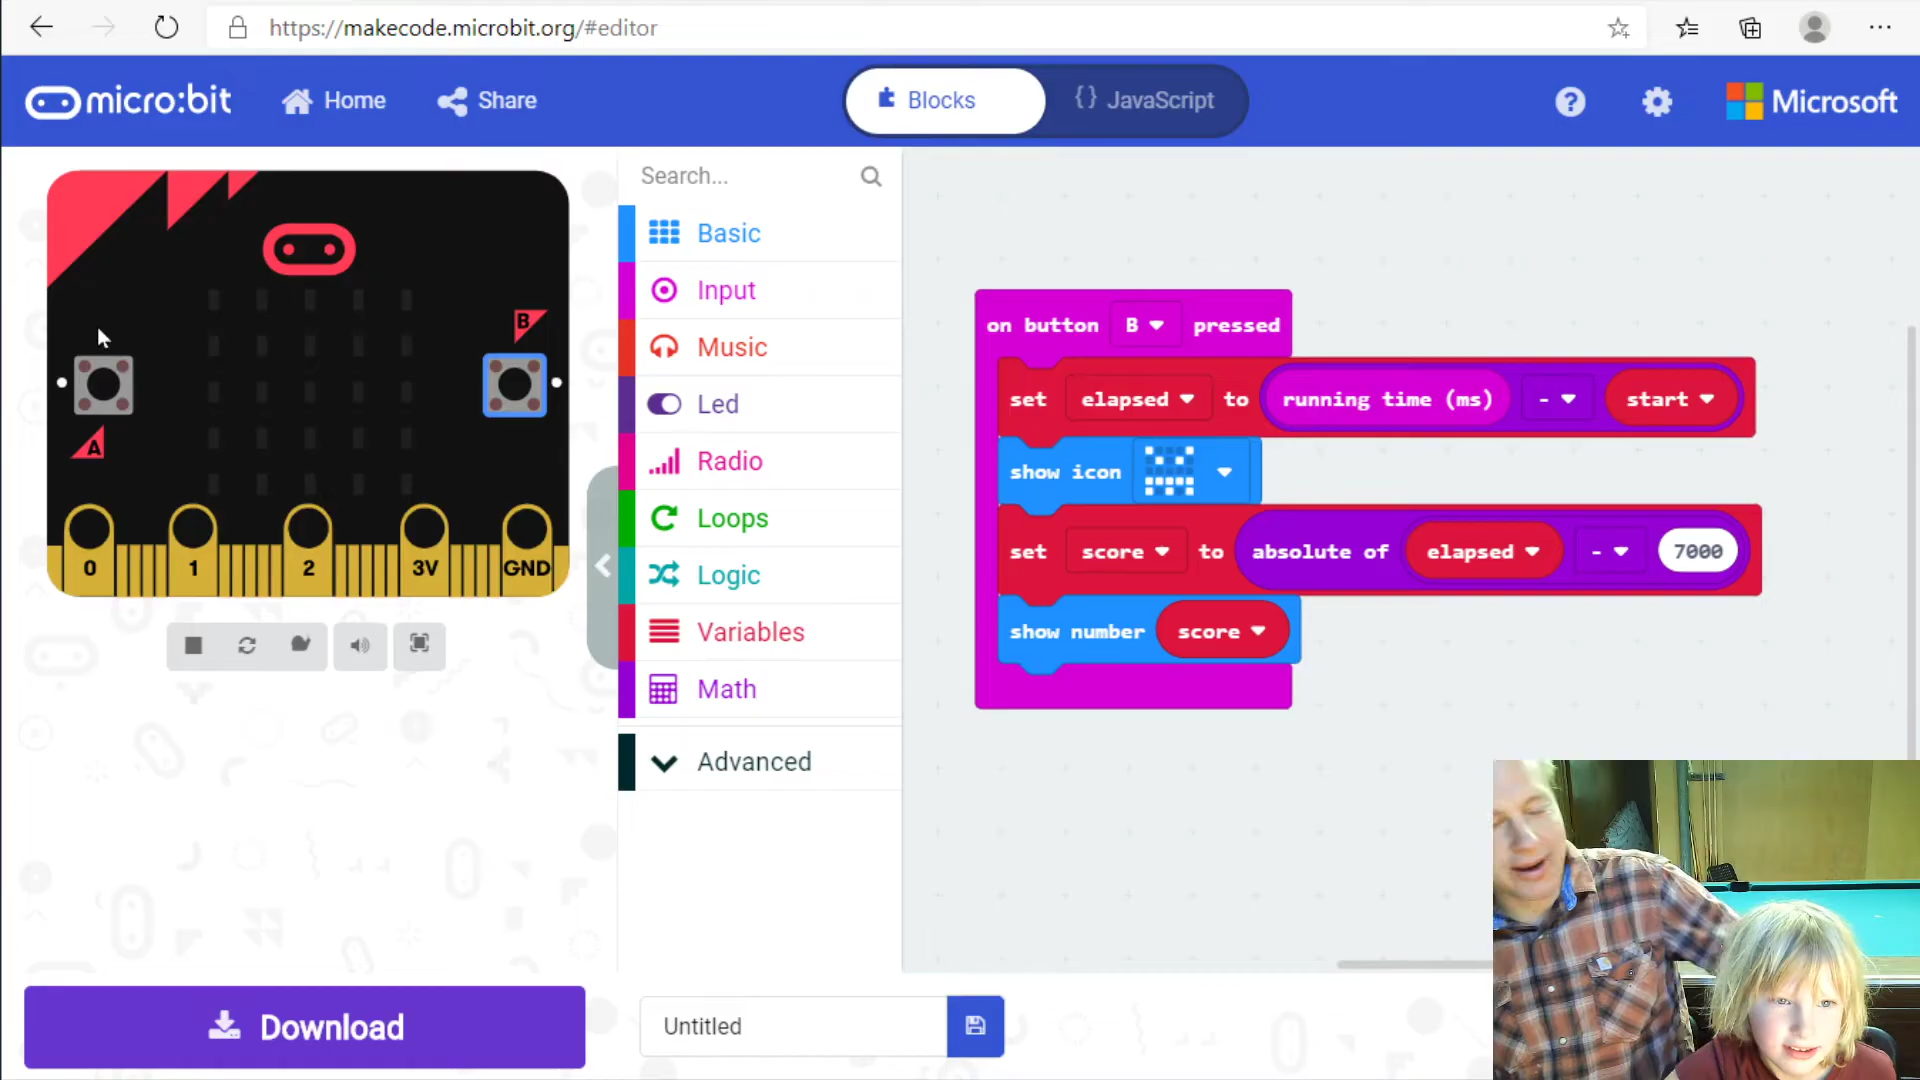 https://makecode.microbit.org/#editor
micro:bit
Home
Share
Blocks
{} JavaScript
?
Microsoft
B
A
0
1
2
3V
GND
Search...
Basic
Input
Music
Led
Radio
Loops
Logic
Variables
Math
Advanced
on button B pressed
set elapsed to running time (ms) - start
show icon
set score to absolute of elapsed - 7000
show number score
Download
Untitled